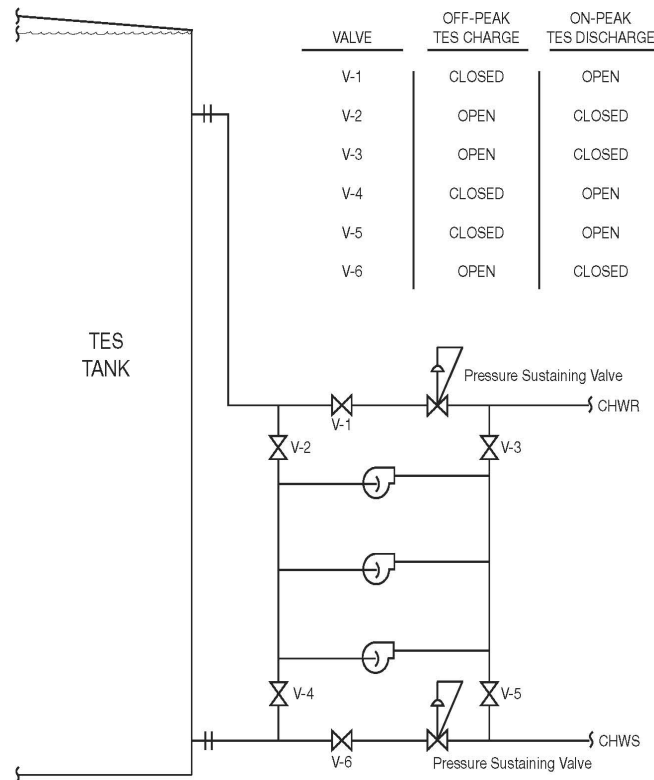 OFF-PEAK ON-PEAK
VALVE TES CHARGE TES DISCHARGE
V-1 CLOSED OPEN
V-2 OPEN CLOSED
V-3 OPEN CLOSED
V-4 CLOSED OPEN
V-5 CLOSED OPEN
V-6 OPEN CLOSED
TES
TANK
Pressure Sustaining Valve
CHWR
V-1
V-2
V-3
V-4
V-5
CHWS
V-6
Pressure Sustaining Valve